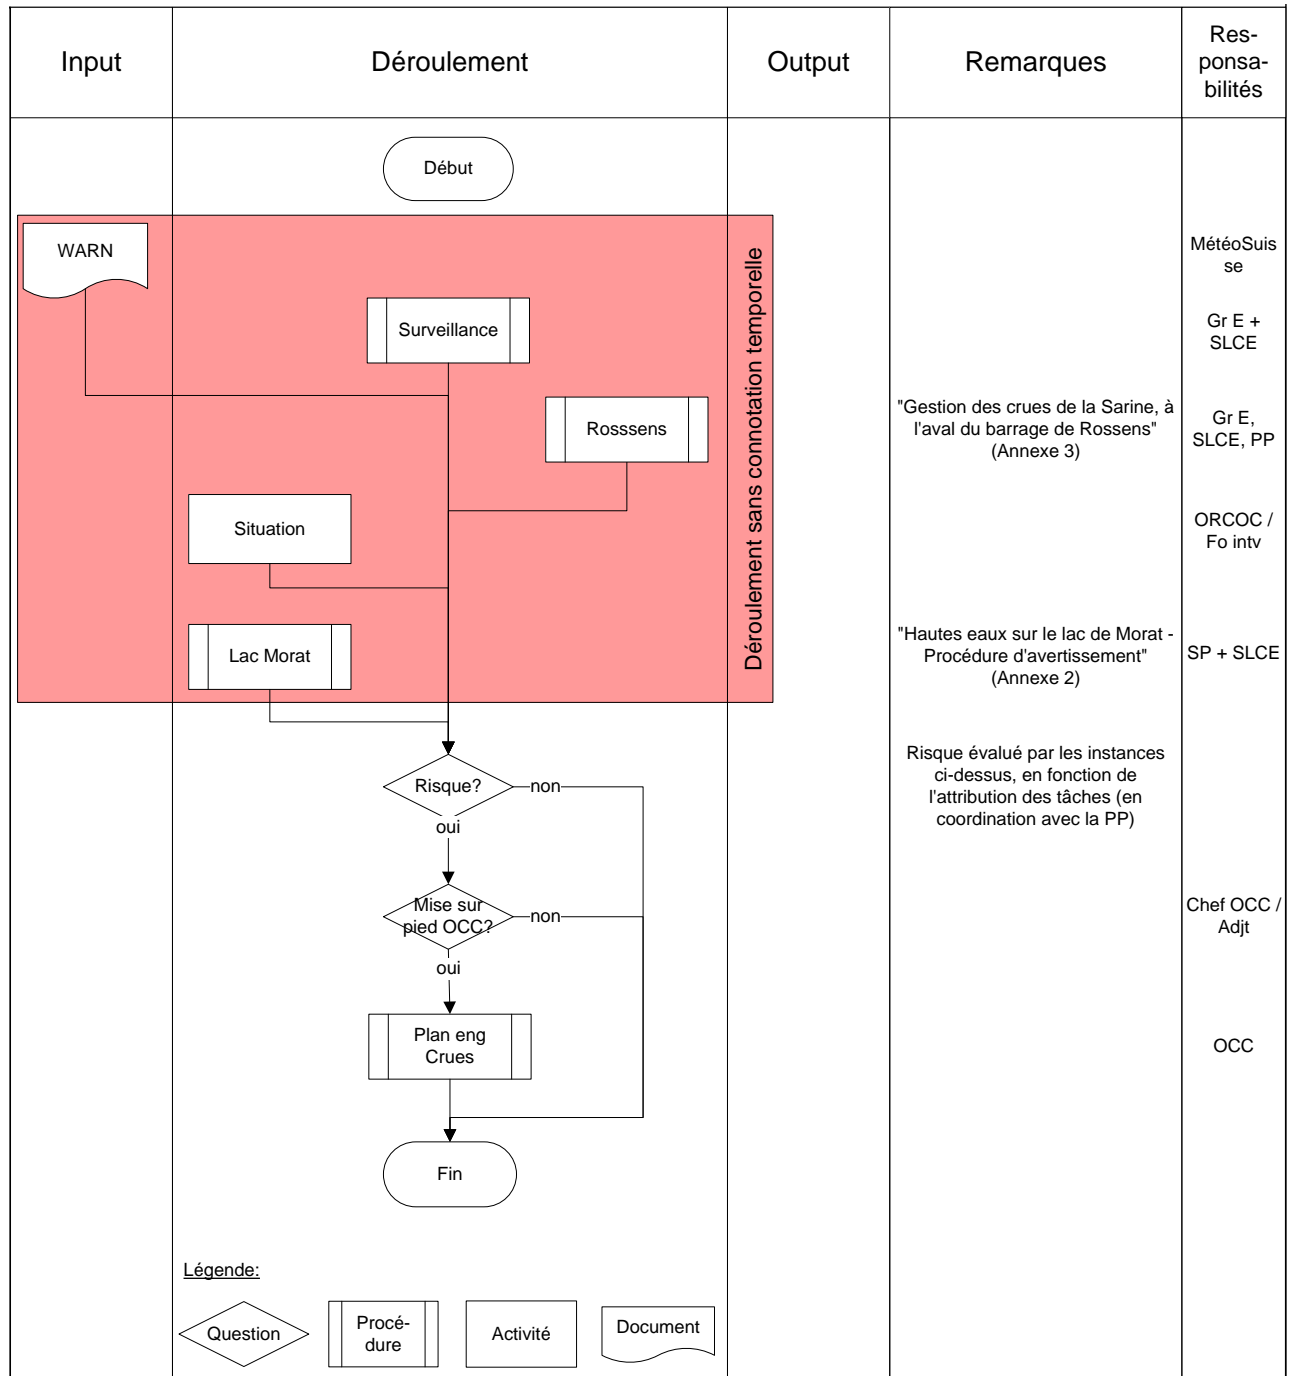 Input
Déroulement
Output
Remarques
Res-
ponsa-
bilités
Début
WARN
MétéoSuis
se
Déroulement sans connotation temporelle
Surveillance
Gr E +
SLCE
Rosssens
"Gestion des crues de la Sarine, à
l'aval du barrage de Rossens"
(Annexe 3)
Gr E,
SLCE, PP
Situation
ORCOC /
Fo intv
Lac Morat
"Hautes eaux sur le lac de Morat -
Procédure d'avertissement"
(Annexe 2)
SP + SLCE
Risque?
non
oui
Risque évalué par les instances
ci-dessus, en fonction de
l'attribution des tâches (en
coordination avec la PP)
Mise sur
pied OCC?
non
oui
Chef OCC /
Adjt
Plan eng
Crues
OCC
Fin
Légende:
Question
Procé-
dure
Activité
Document